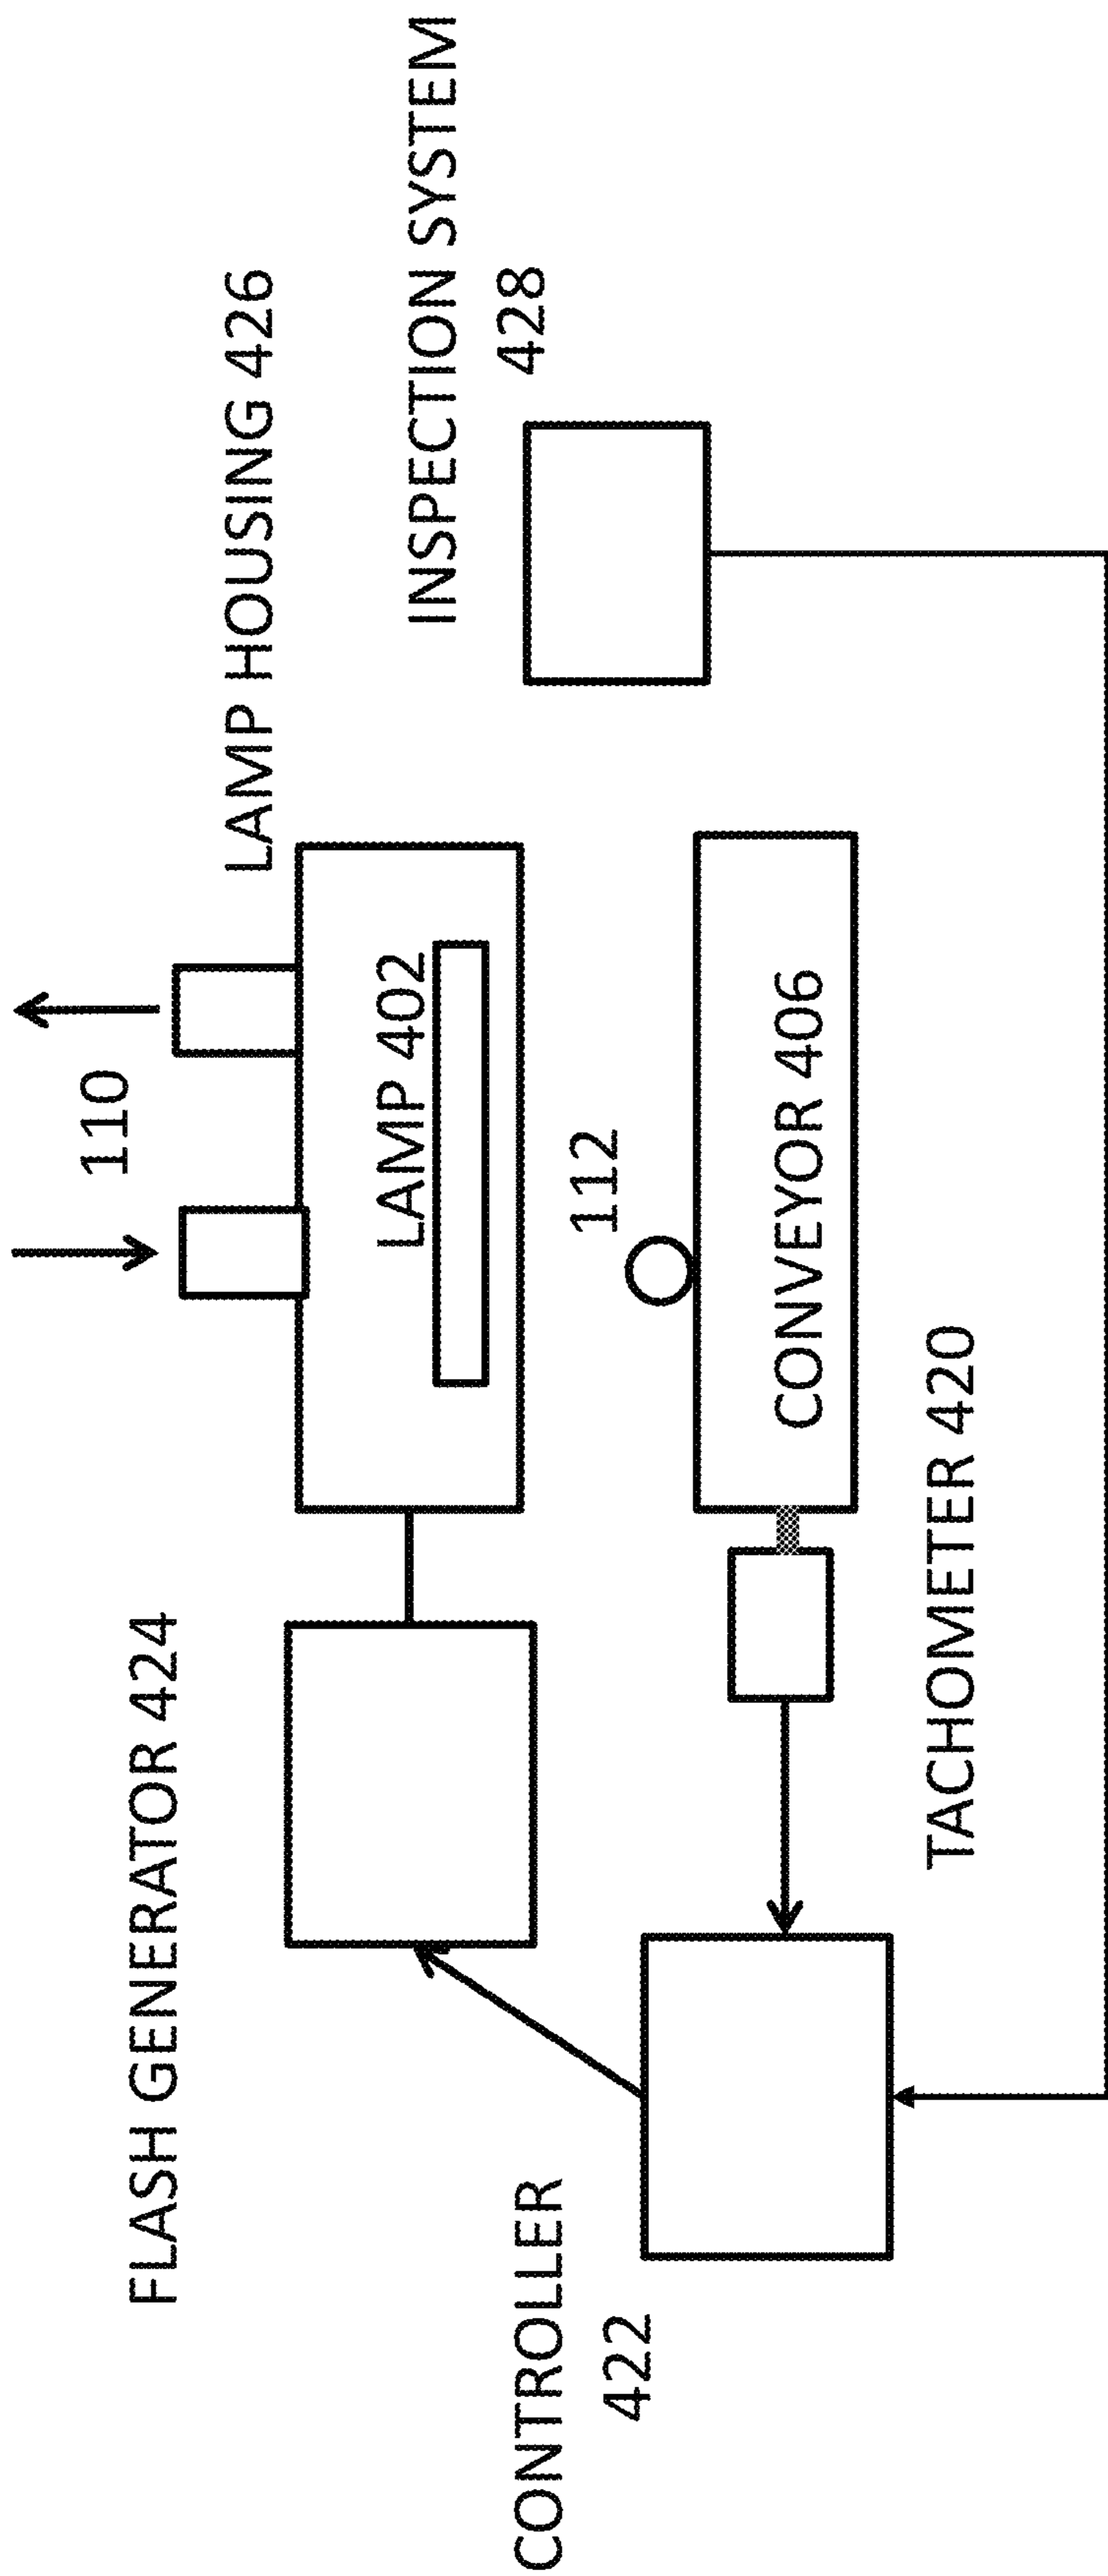 FLASH GENERATOR 424
110
LAMP HOUSING 426
LAMP 402
INSPECTION SYSTEM
428
CONTROLLER
422
112
CONVEYOR 406
TACHOMETER 420